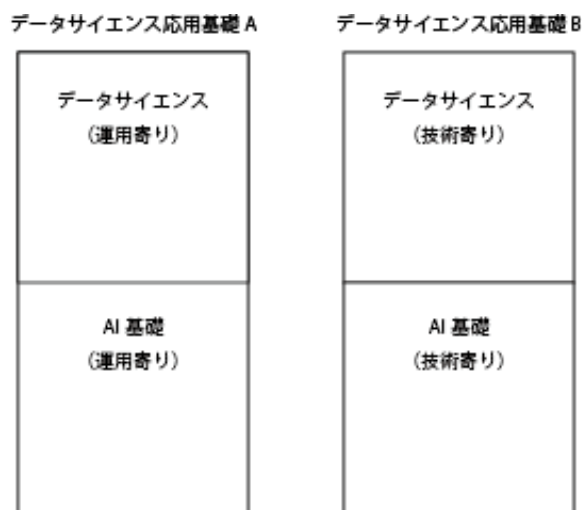 データサイエンス応用基礎 A
データサイエンス
（運用寄り）
AI 基礎
（運用寄り）
データサイエンス応用基礎 B
データサイエンス
（技術寄り）
AI 基礎
（技術寄り）